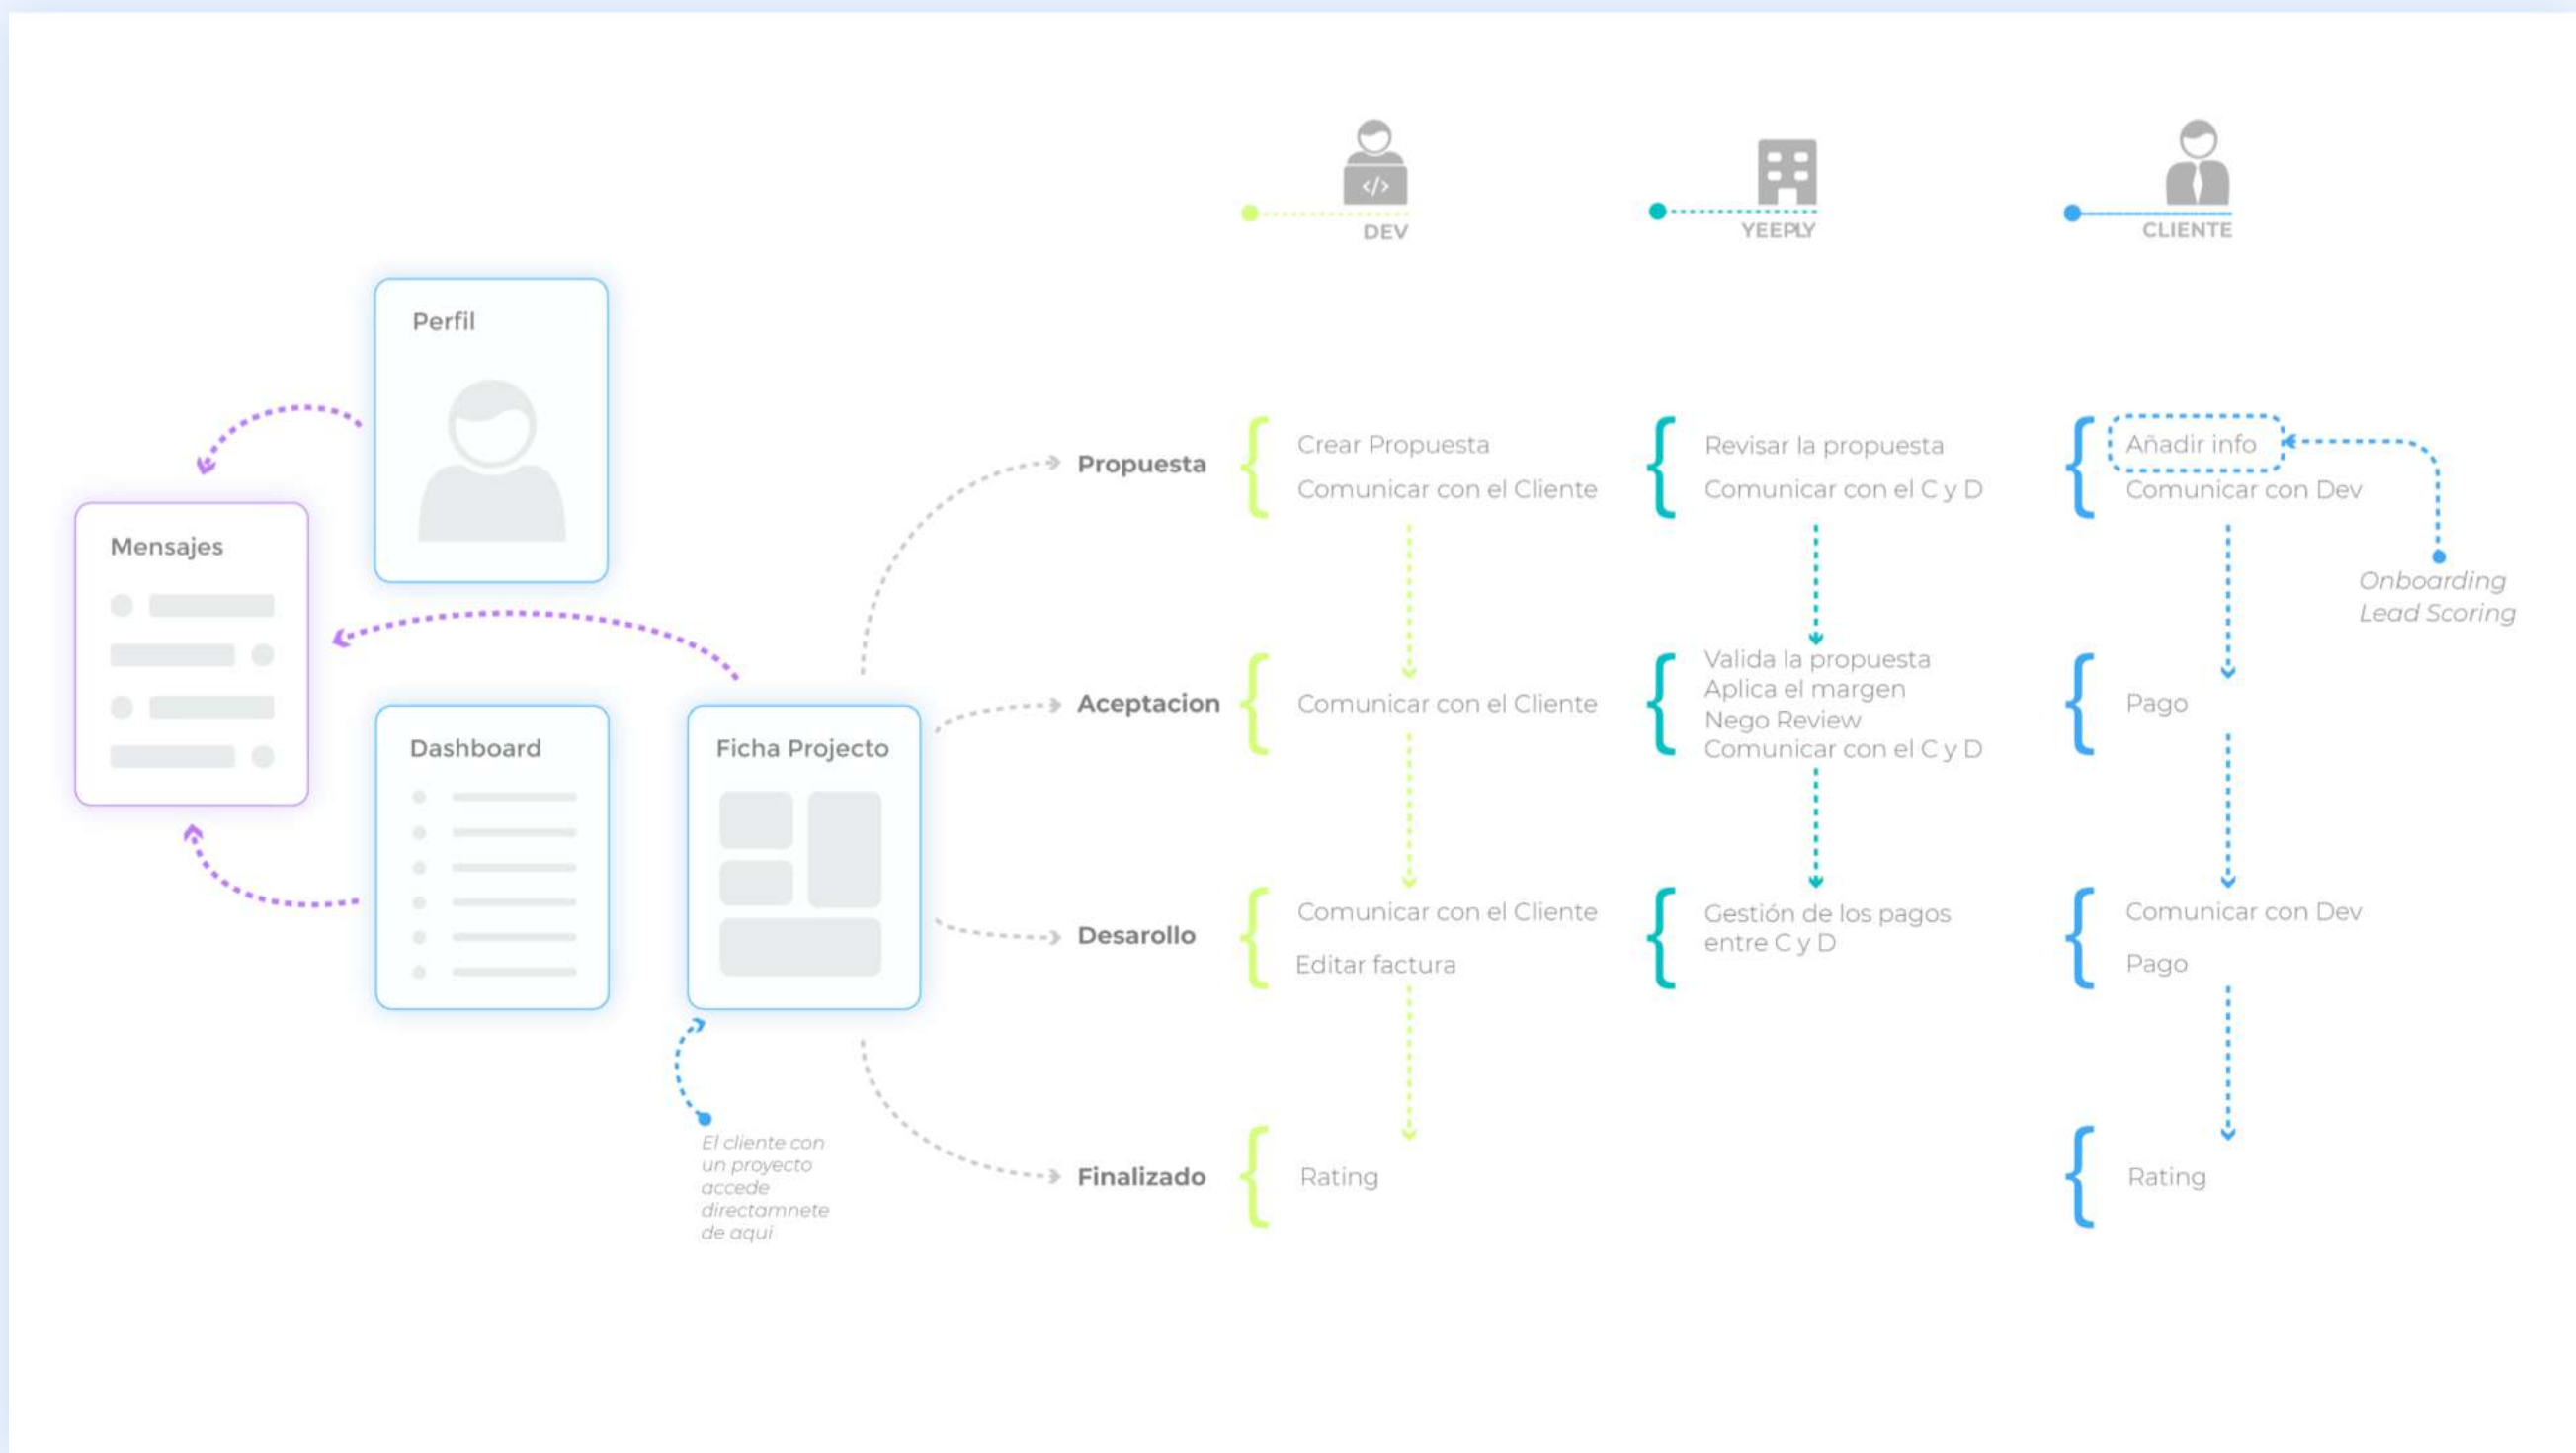 DEV
YEEPLY
CLIENTE
Perfil
Mensajes
Dashboard
Ficha Projecto
El cliente con
un proyecto
accede
directamnete
de aquí
Propuesta
Crear Propuesta
Comunicar con el Cliente
Revisar la propuesta
Comunicar con el C y D
Añadir info
Comunicar con Dev
Onboarding
Lead Scoring
Aceptacion
Comunicar con el Cliente
Valida la propuesta
Aplica el margen
Nego Review
Comunicar con el C y D
Pago
Desarollo
Comunicar con el Cliente
Editar factura
Gestión de los pagos
entre C y D
Comunicar con Dev
Pago
Finalizado
Rating
Rating